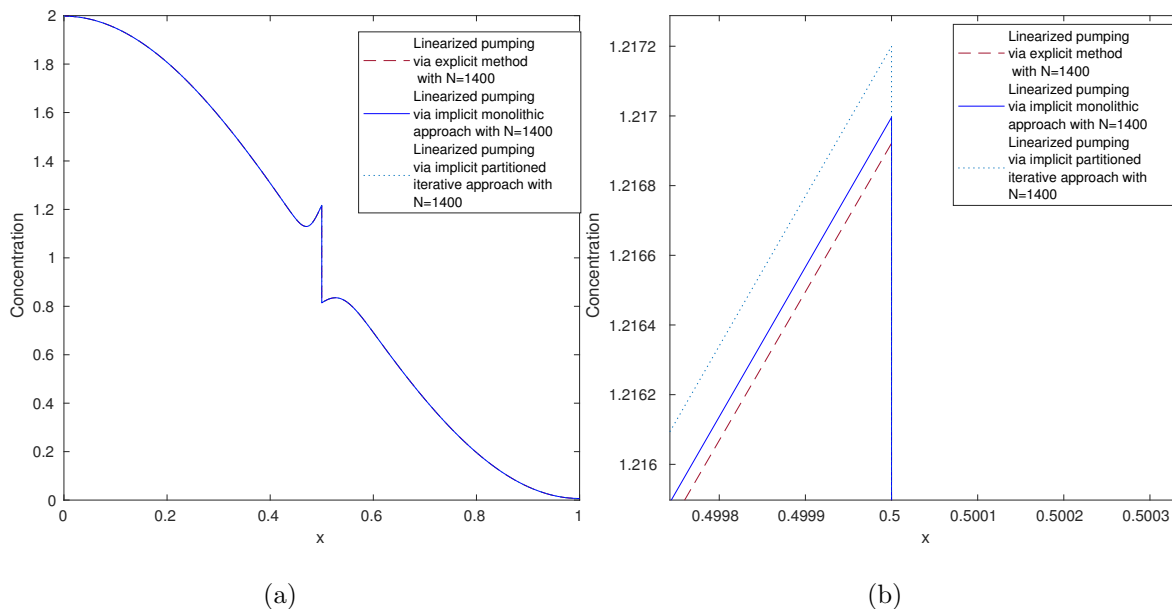 2
1.8
1.6
1.4
1.2
1
0.8
0.6
0.4
0.2
0
Concentration
0
0.2
0.4
0.6
0.8
1
x
Linearized pumping
via explicit method
with N=1400
Linearized pumping
via implicit monolithic
approach with N=1400
Linearized pumping
via implicit partitioned
iterative approach with
N=1400
(a)
1.2172
1.217
1.2168
1.2166
1.2164
1.2162
1.216
Concentration
0.4998
0.4999
0.5
0.5001
0.5002
0.5003
x
Linearized pumping
via explicit method
with N=1400
Linearized pumping
via implicit monolithic
approach with N=1400
Linearized pumping
via implicit partitioned
iterative approach with
N=1400
(b)